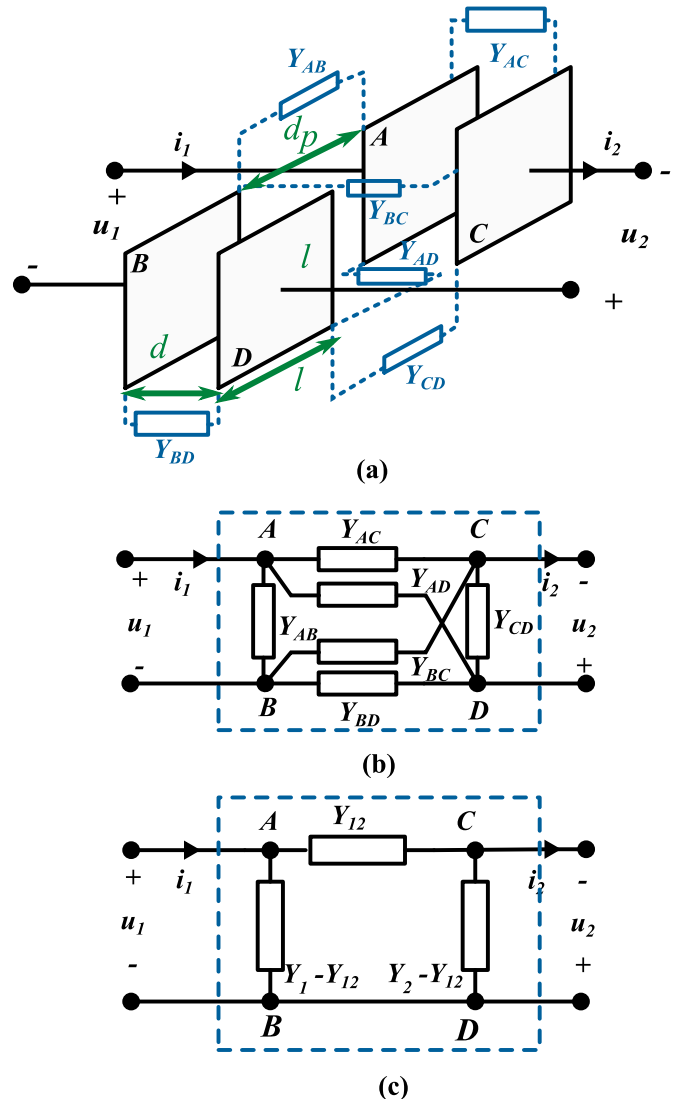 Y_AB
Y_AC
d_p
A
i_1
i_2
+
-
u_1
Y_BC
u_2
B
C
l
Y_AD
-
+
d
D
l
Y_CD
Y_BD
(a)
A Y_AC C
+ i_1 Y_AD i_2 -
u_1 Y_AB Y_CD u_2
- Y_BC +
B Y_BD D
(b)
A Y_12 C
+ i_1 i_2 -
u_1 u_2
- Y_1 -Y_12 Y_2 -Y_12 +
B D
(c)